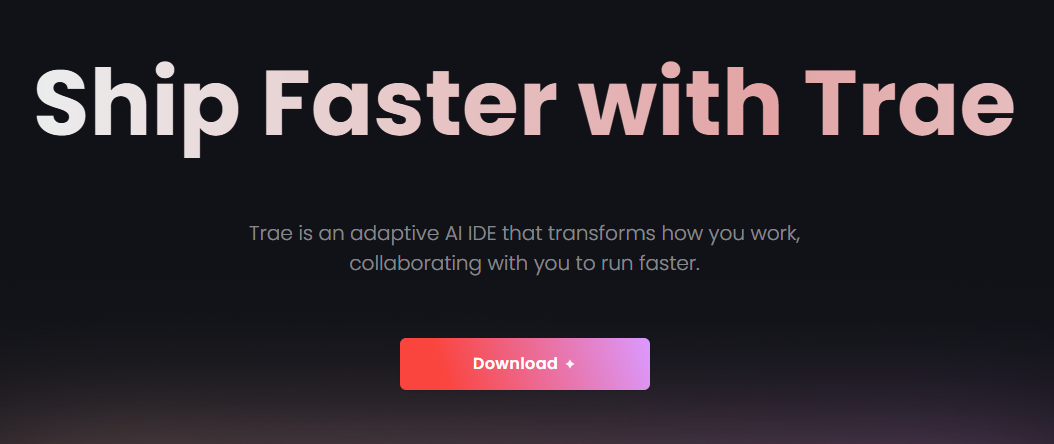 Ship Faster with Trae
Trae is an adaptive AI IDE that transforms how you work,
collaborating with you to run faster.
Download ✦